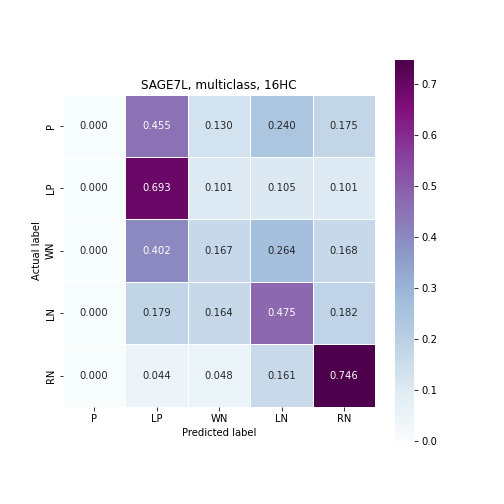 SAGE7L, multiclass, 16HC
P 0.000 0.455 0.130 0.240 0.175
LP 0.000 0.693 0.101 0.105 0.101
WN 0.000 0.402 0.167 0.264 0.168
LN 0.000 0.179 0.164 0.475 0.182
RN 0.000 0.044 0.048 0.161 0.746
P LP WN LN RN
Actual label
Predicted label
0.7
0.6
0.5
0.4
0.3
0.2
0.1
0.0